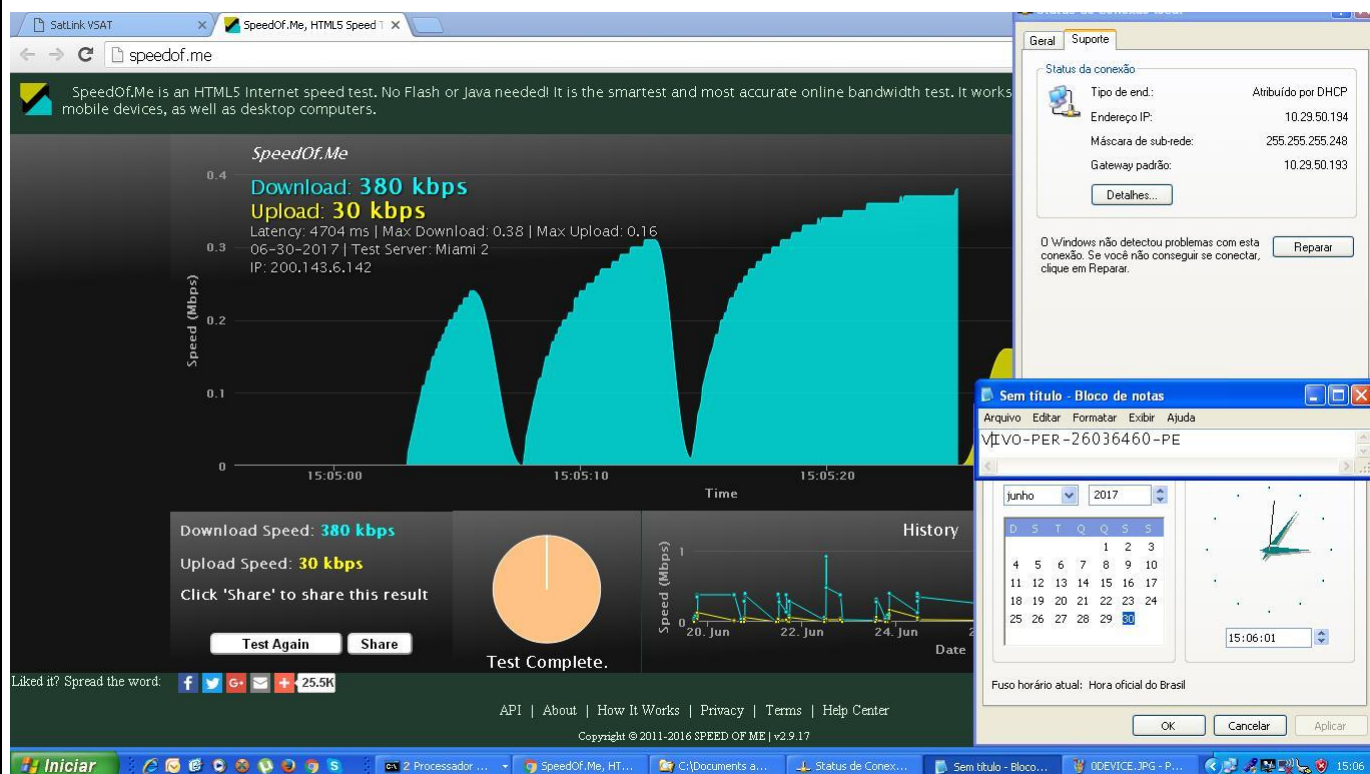 SatLink VSAT
SpeedOf.Me, HTML5 Speed T
speedof.me
SpeedOf.Me is an HTML5 Internet speed test. No Flash or Java needed! It is the smartest and most accurate online bandwidth test. It works
mobile devices, as well as desktop computers.
SpeedOf.Me
Download: 380 kbps
Upload: 30 kbps
Latency: 4704 ms | Max Download: 0.38 | Max Upload: 0.16
06-30-2017 | Test Server: Miami 2
IP: 200.143.6.142
Speed (Mbps)
0.4
0.3
0.2
0.1
0
15:05:00
15:05:10
15:05:20
Time
Download Speed: 380 kbps
Upload Speed: 30 kbps
Click 'Share' to share this result
Test Again
Share
Test Complete.
History
Speed (Mbps)
1
0
20. Jun
22. Jun
24. Jun
2
Date
Liked it? Spread the word:
25.5K
API | About | How It Works | Privacy | Terms | Help Center
Copyright © 2011-2016 SPEED OF ME | v2.9.17
Geral
Suporte
Status da conexão
Tipo de end.: Atribuído por DHCP
Endereço IP: 10.29.50.194
Máscara de sub-rede: 255.255.255.248
Gateway padrão: 10.29.50.193
Detalhes...
O Windows não detectou problemas com esta
conexão. Se você não conseguir se conectar,
clique em Reparar.
Reparar
Sem título - Bloco de notas
Arquivo Editar Formatar Exibir Ajuda
VIVO-PER-26036460-PE
junho
2017
D S T Q Q S S
1 2 3
4 5 6 7 8 9 10
11 12 13 14 15 16 17
18 19 20 21 22 23 24
25 26 27 28 29 30
15:06:01
Fuso horário atual: Hora oficial do Brasil
OK
Cancelar
Aplicar
Iniciar
2 Processador ...
SpeedOf.Me, HT...
C:\Documents a...
Status de Conex...
Sem título - Bloco...
0DEVICE.JPG - P...
15:06